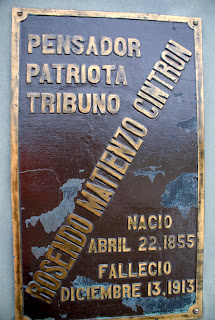 PENSADOR
PATRIOTA
TRIBUNO
ROSENDO MATIENZO CINTRON
NACIO
ABRIL 22, 1855
FALLECIO
DICIEMBRE 13, 1913